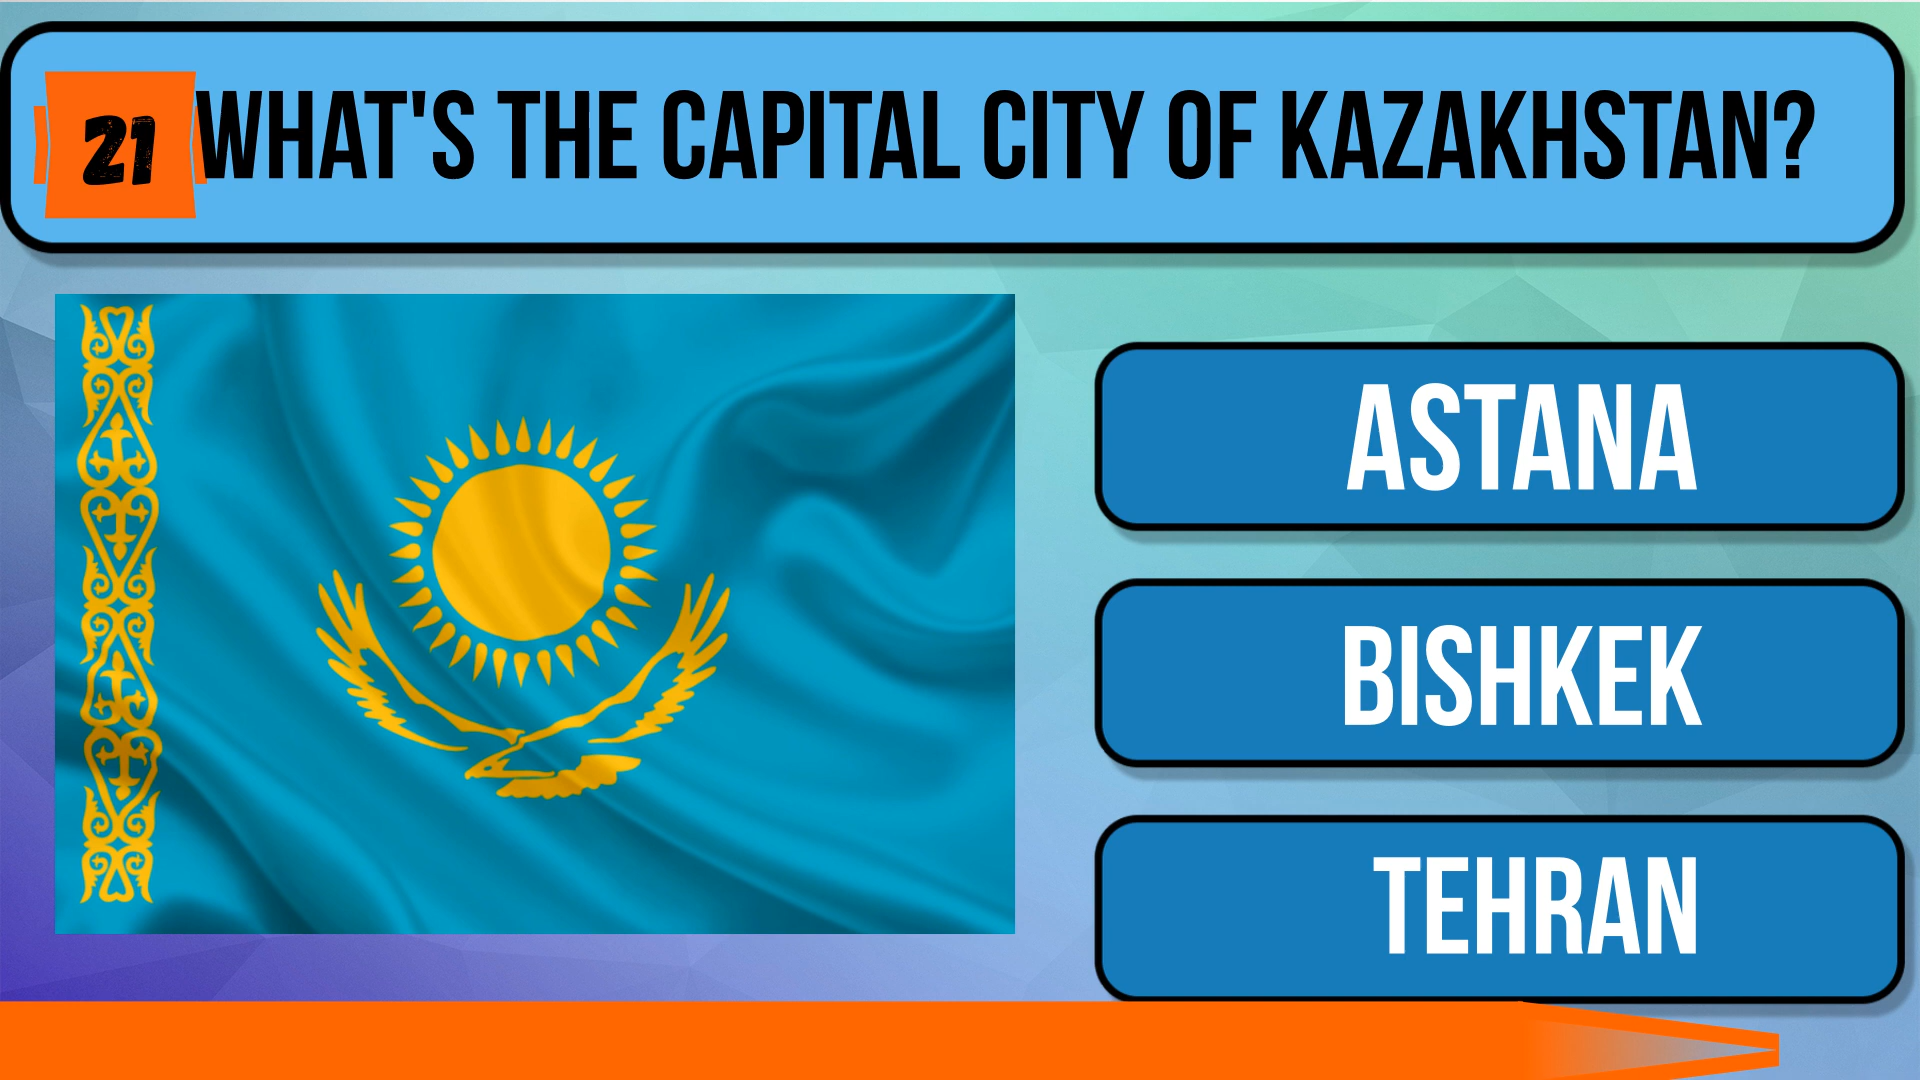 21 WHAT'S THE CAPITAL CITY OF KAZAKHSTAN?
ASTANA
BISHKEK
TEHRAN